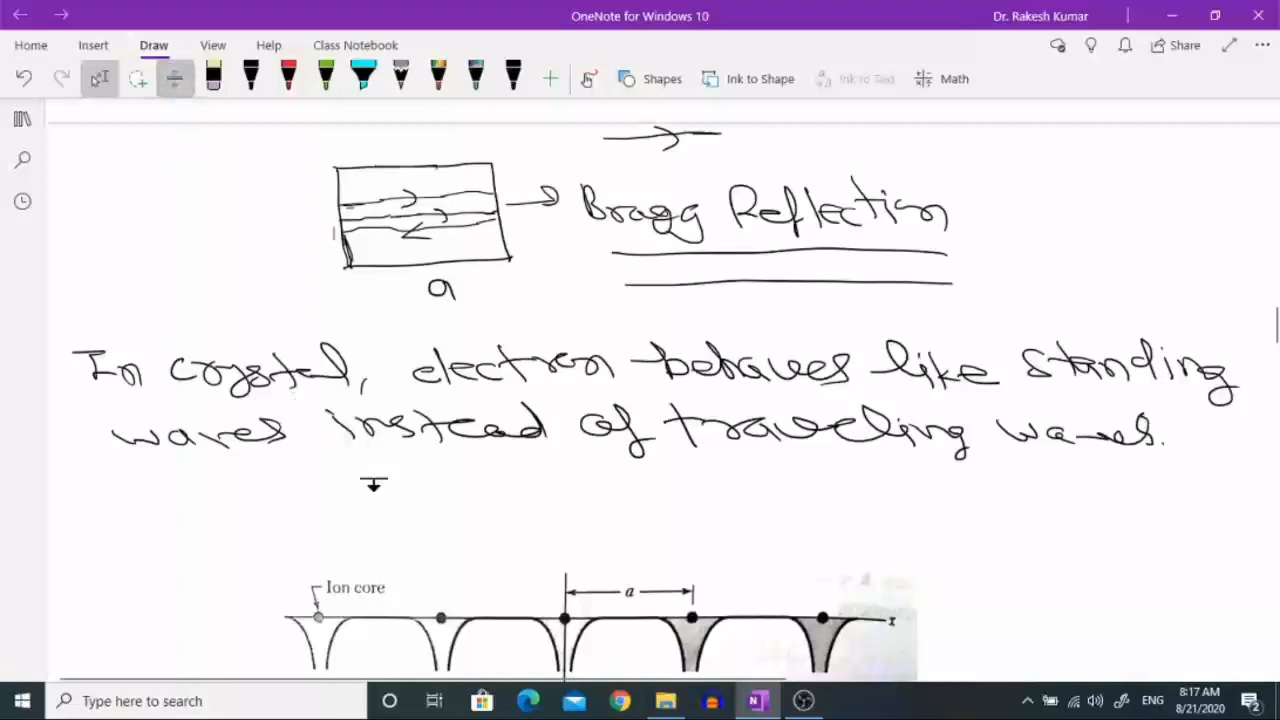 OneNote for Windows 10
Dr. Rakesh Kumar
Home Insert Draw View Help Class Notebook
Share
Shapes Ink to Shape Ink to Text Math
Bragg Reflection
a
In crystal, electron behaves like standing
waves instead of traveling waves.
Ion core
a
x
Type here to search
ENG
8:17 AM
8/21/2020
2